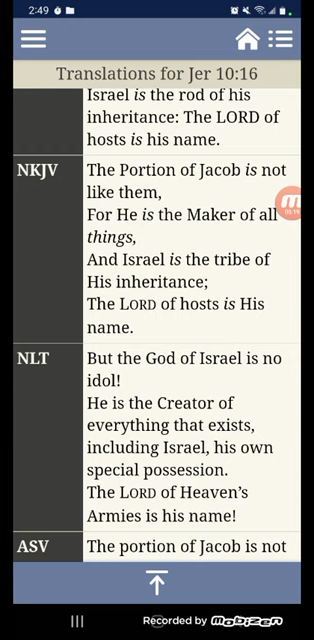 2:49
Translations for Jer 10:16
Israel is the rod of his
inheritance: The LORD of
hosts is his name.
NKJV
The Portion of Jacob is not
like them,
For He is the Maker of all
things,
And Israel is the tribe of
His inheritance;
The LORD of hosts is His
name.
NLT
But the God of Israel is no
idol!
He is the Creator of
everything that exists,
including Israel, his own
special possession.
The LORD of Heaven's
Armies is his name!
ASV
The portion of Jacob is not
Recorded by Mobizen